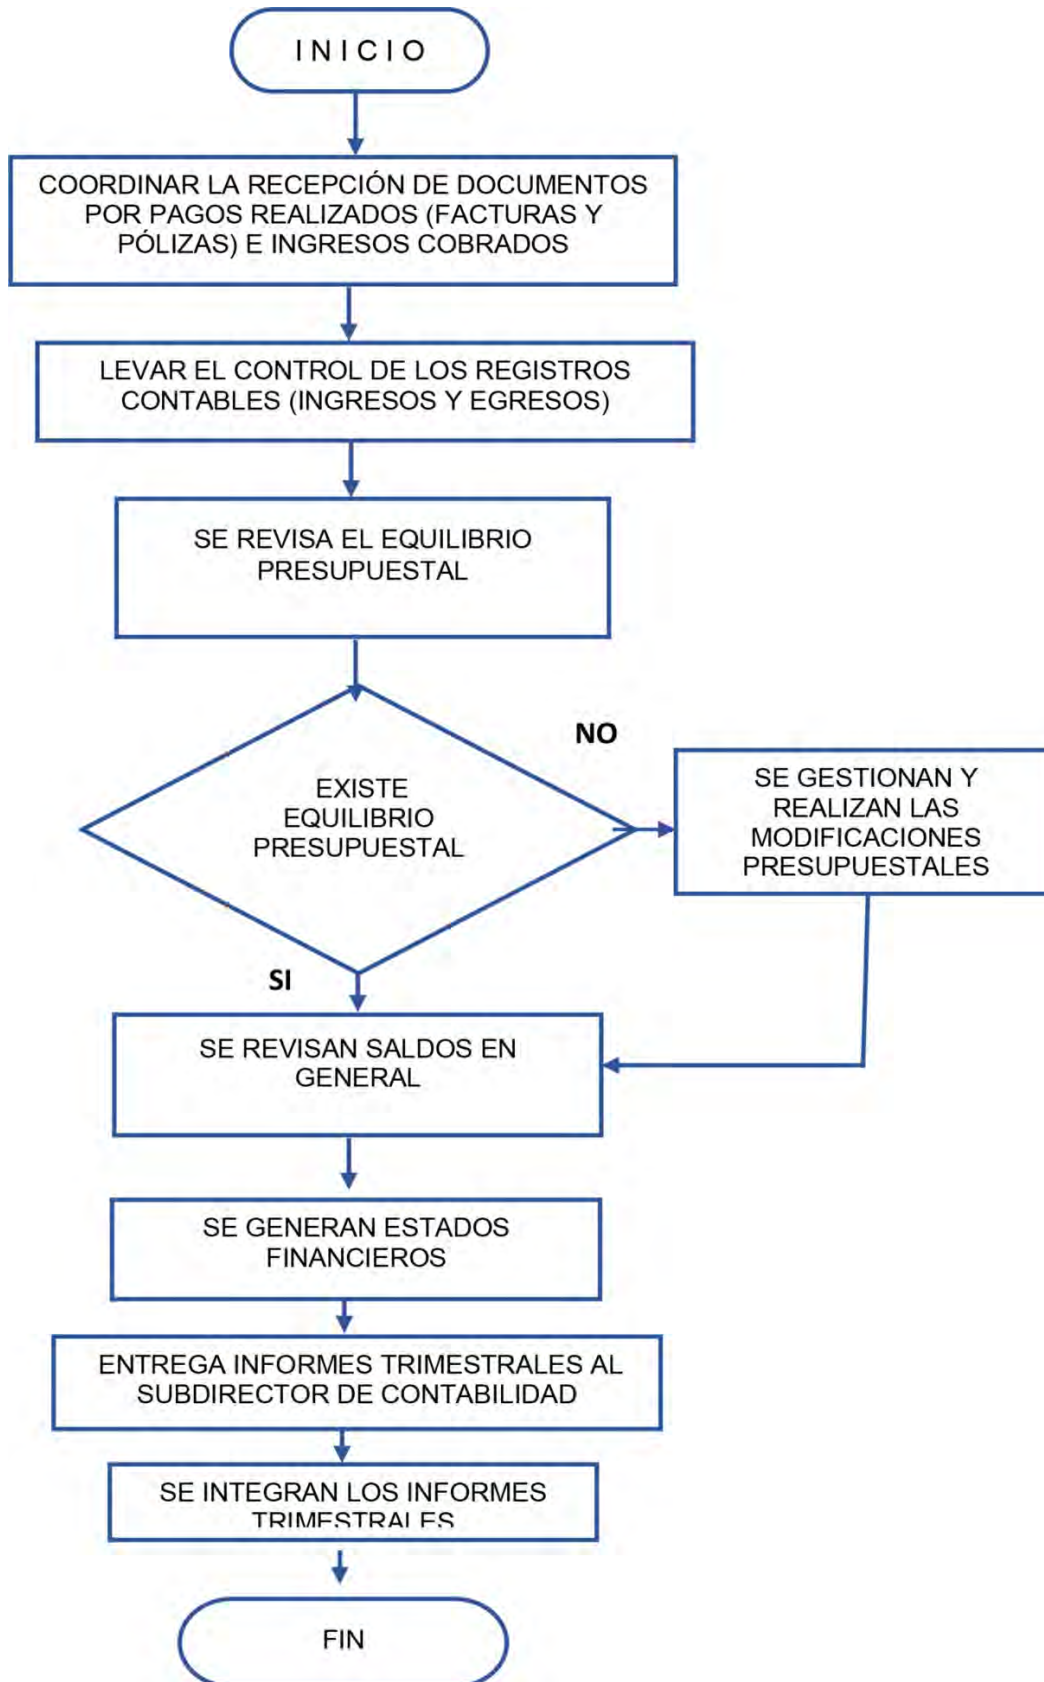 I N I C I O
COORDINAR LA RECEPCIÓN DE DOCUMENTOS
POR PAGOS REALIZADOS (FACTURAS Y
PÓLIZAS) E INGRESOS COBRADOS
LEVAR EL CONTROL DE LOS REGISTROS
CONTABLES (INGRESOS Y EGRESOS)
SE REVISA EL EQUILIBRIO
PRESUPUESTAL
EXISTE
EQUILIBRIO
PRESUPUESTAL
NO
SE GESTIONAN Y
REALIZAN LAS
MODIFICACIONES
PRESUPUESTALES
SI
SE REVISAN SALDOS EN
GENERAL
SE GENERAN ESTADOS
FINANCIEROS
ENTREGA INFORMES TRIMESTRALES AL
SUBDIRECTOR DE CONTABILIDAD
SE INTEGRAN LOS INFORMES
TRIMESTRALES
FIN